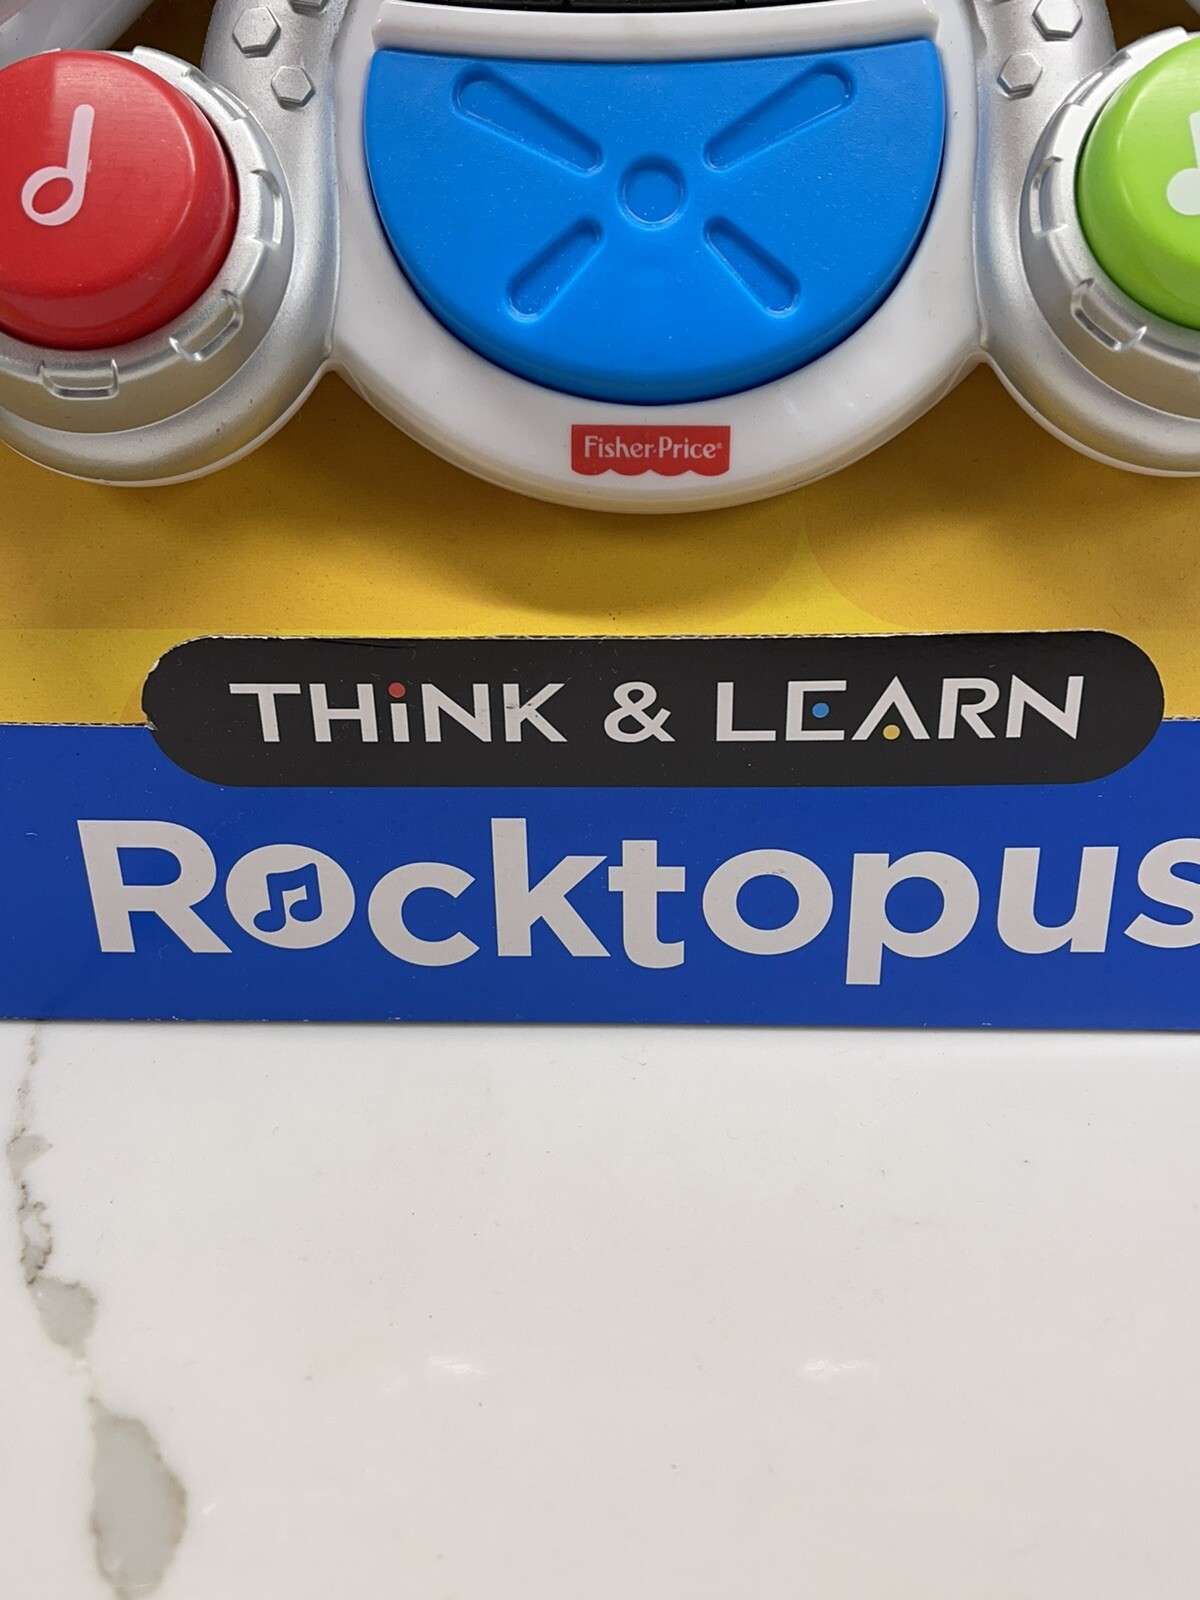 Fisher-Price®
THiNK & LEARN
Rocktopus